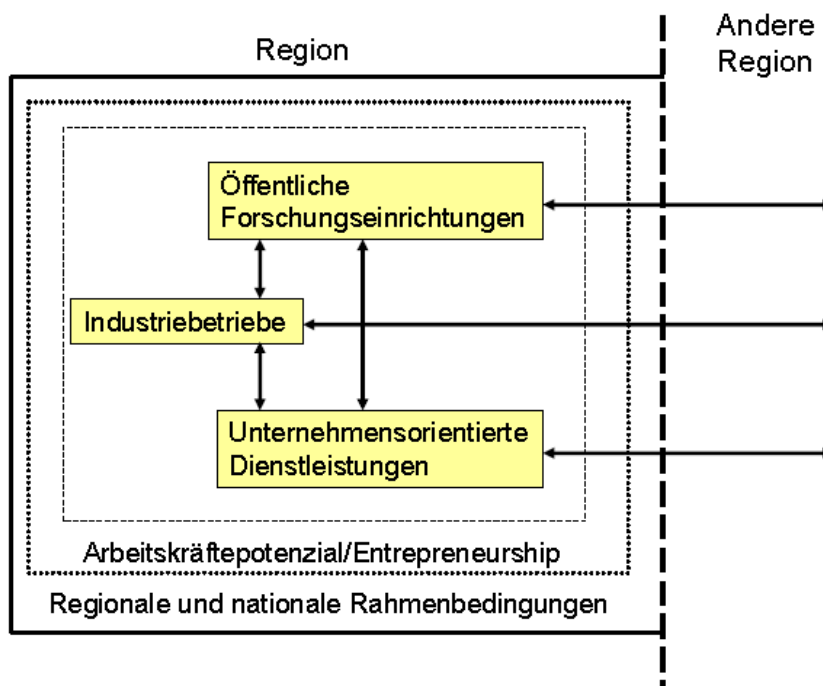 Region
Andere
Region
Öffentliche
Forschungseinrichtungen
Industriebetriebe
Unternehmensorientierte
Dienstleistungen
Arbeitskräftepotenzial/Entrepreneurship
Regionale und nationale Rahmenbedingungen